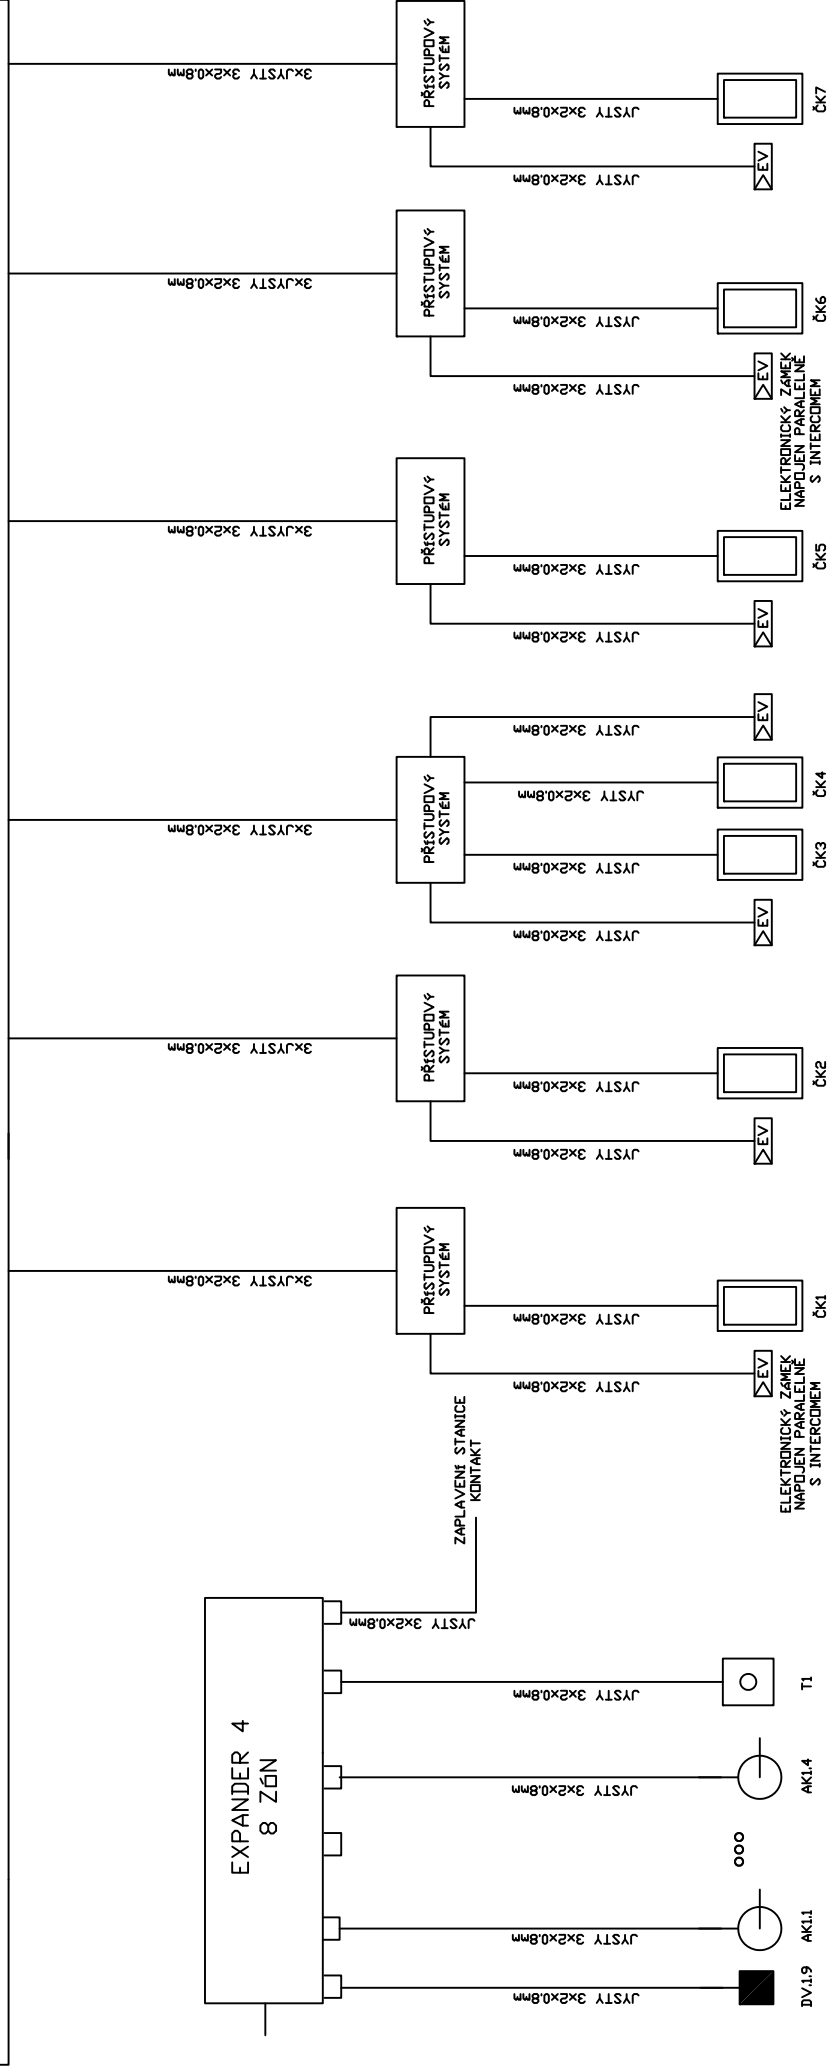 3xJYSTY 3x2x0.8mm
PŘÍSTUPOVÝ
SYSTÉM
JYSTY 3x2x0.8mm
ČK7
JYSTY 3x2x0.8mm
EV
3xJYSTY 3x2x0.8mm
PŘÍSTUPOVÝ
SYSTÉM
JYSTY 3x2x0.8mm
ČK6
JYSTY 3x2x0.8mm
EV
ELEKTRONICKÝ ZÁMEK
NAPOJEN PARALELNĚ
S INTERCOMEM
3xJYSTY 3x2x0.8mm
PŘÍSTUPOVÝ
SYSTÉM
JYSTY 3x2x0.8mm
ČK5
JYSTY 3x2x0.8mm
EV
JYSTY 3x2x0.8mm
EV
3xJYSTY 3x2x0.8mm
PŘÍSTUPOVÝ
SYSTÉM
JYSTY 3x2x0.8mm
ČK4
JYSTY 3x2x0.8mm
ČK3
JYSTY 3x2x0.8mm
EV
3xJYSTY 3x2x0.8mm
PŘÍSTUPOVÝ
SYSTÉM
JYSTY 3x2x0.8mm
ČK2
JYSTY 3x2x0.8mm
EV
3xJYSTY 3x2x0.8mm
PŘÍSTUPOVÝ
SYSTÉM
JYSTY 3x2x0.8mm
ČK1
JYSTY 3x2x0.8mm
EV
ELEKTRONICKÝ ZÁMEK
NAPOJEN PARALELNĚ
S INTERCOMEM
ZAPLAVENÍ STANICE
KONTAKT
JYSTY 3x2x0.8mm
EXPANDER 4
8 ZÓN
JYSTY 3x2x0.8mm
T1
JYSTY 3x2x0.8mm
AK1.4
JYSTY 3x2x0.8mm
AK1.1
JYSTY 3x2x0.8mm
DV.1.9